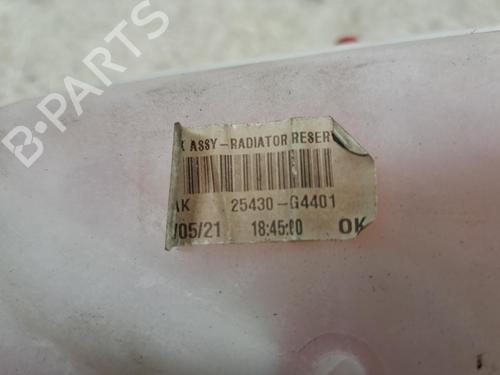 K ASSY-RADIATOR RESER
AK 25430-G4401
/05/21 18:45:00 OK
B-PARTS